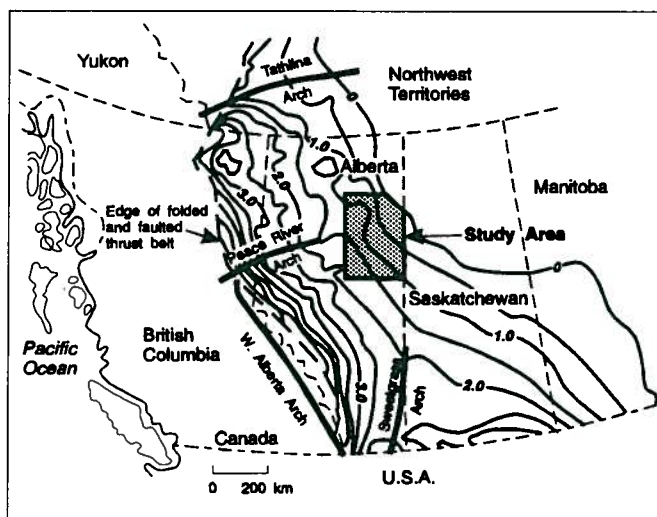 Yukon
Tathlina
Arch
Northwest
Territories
0
1.0
Alberta
Manitoba
3.0
2.0
Edge of folded
and faulted
thrust belt
Peace River
Arch
Study Area
0
Saskatchewan
British
Columbia
Pacific
Ocean
W. Alberta Arch
3.0
Sweetgrass
Arch
1.0
2.0
Canada
U.S.A.
0 200 km